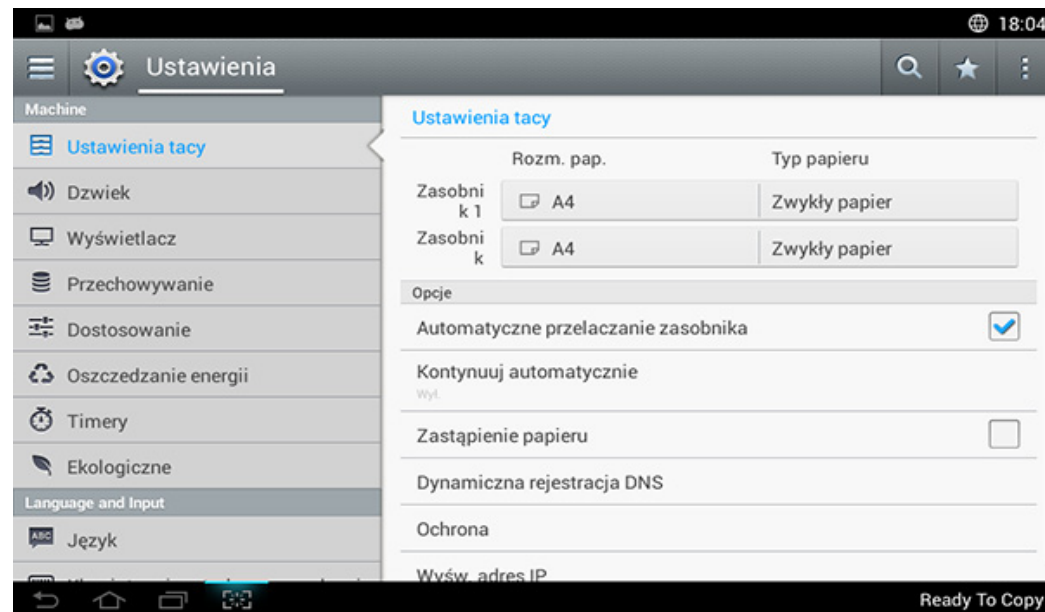 18:04
Ustawienia
Machine
Ustawienia tacy
Dzwiek
Wyświetlacz
Przechowywanie
Dostosowanie
Oszczedzanie energii
Timery
Ekologiczne
Language and Input
ABC
Język
Ustawienia tacy
Rozm. pap.
Typ papieru
Zasobni
k 1
A4
Zwykły papier
Zasobni
k
A4
Zwykły papier
Opcje
Automatyczne przelaczanie zasobnika
Kontynuuj automatycznie
Wył.
Zastąpienie papieru
Dynamiczna rejestracja DNS
Ochrona
Wyśw. adres IP
Ready To Copy